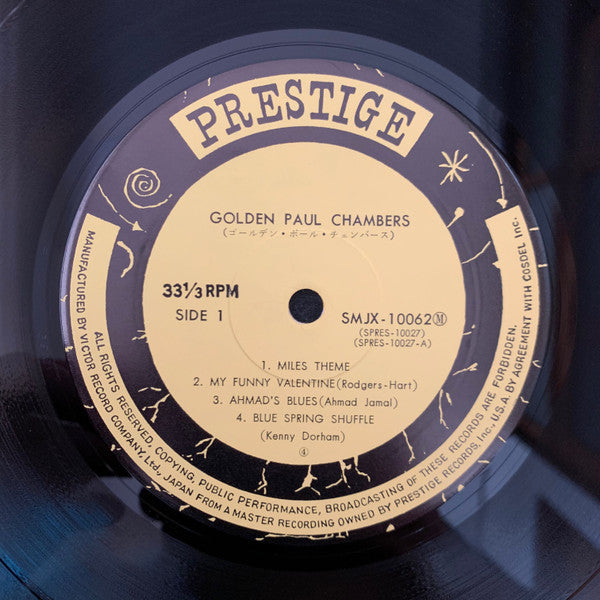 PRESTIGE
GOLDEN PAUL CHAMBERS
(ゴールデン・ポール・チェンバース)
33 1/3 RPM
SIDE 1
SMJX-10062Ⓜ
(SPRES-10027)
(SPRES-10027-A)
1. MILES THEME
2. MY FUNNY VALENTINE(Rodgers-Hart)
3. AHMAD'S BLUES(Ahmad Jamal)
4. BLUE SPRING SHUFFLE
(Kenny Dorham)
④
MANUFACTURED BY VICTOR RECORD COMPANY, Ltd., JAPAN FROM A MASTER RECORDING OWNED BY PRESTIGE RECORDS, Inc., U.S.A. BY AGREEMENT WITH COSDEL Inc.
ALL RIGHTS RESERVED, COPYING, PUBLIC PERFORMANCE, BROADCASTING OF THESE RECORDS ARE FORBIDDEN.